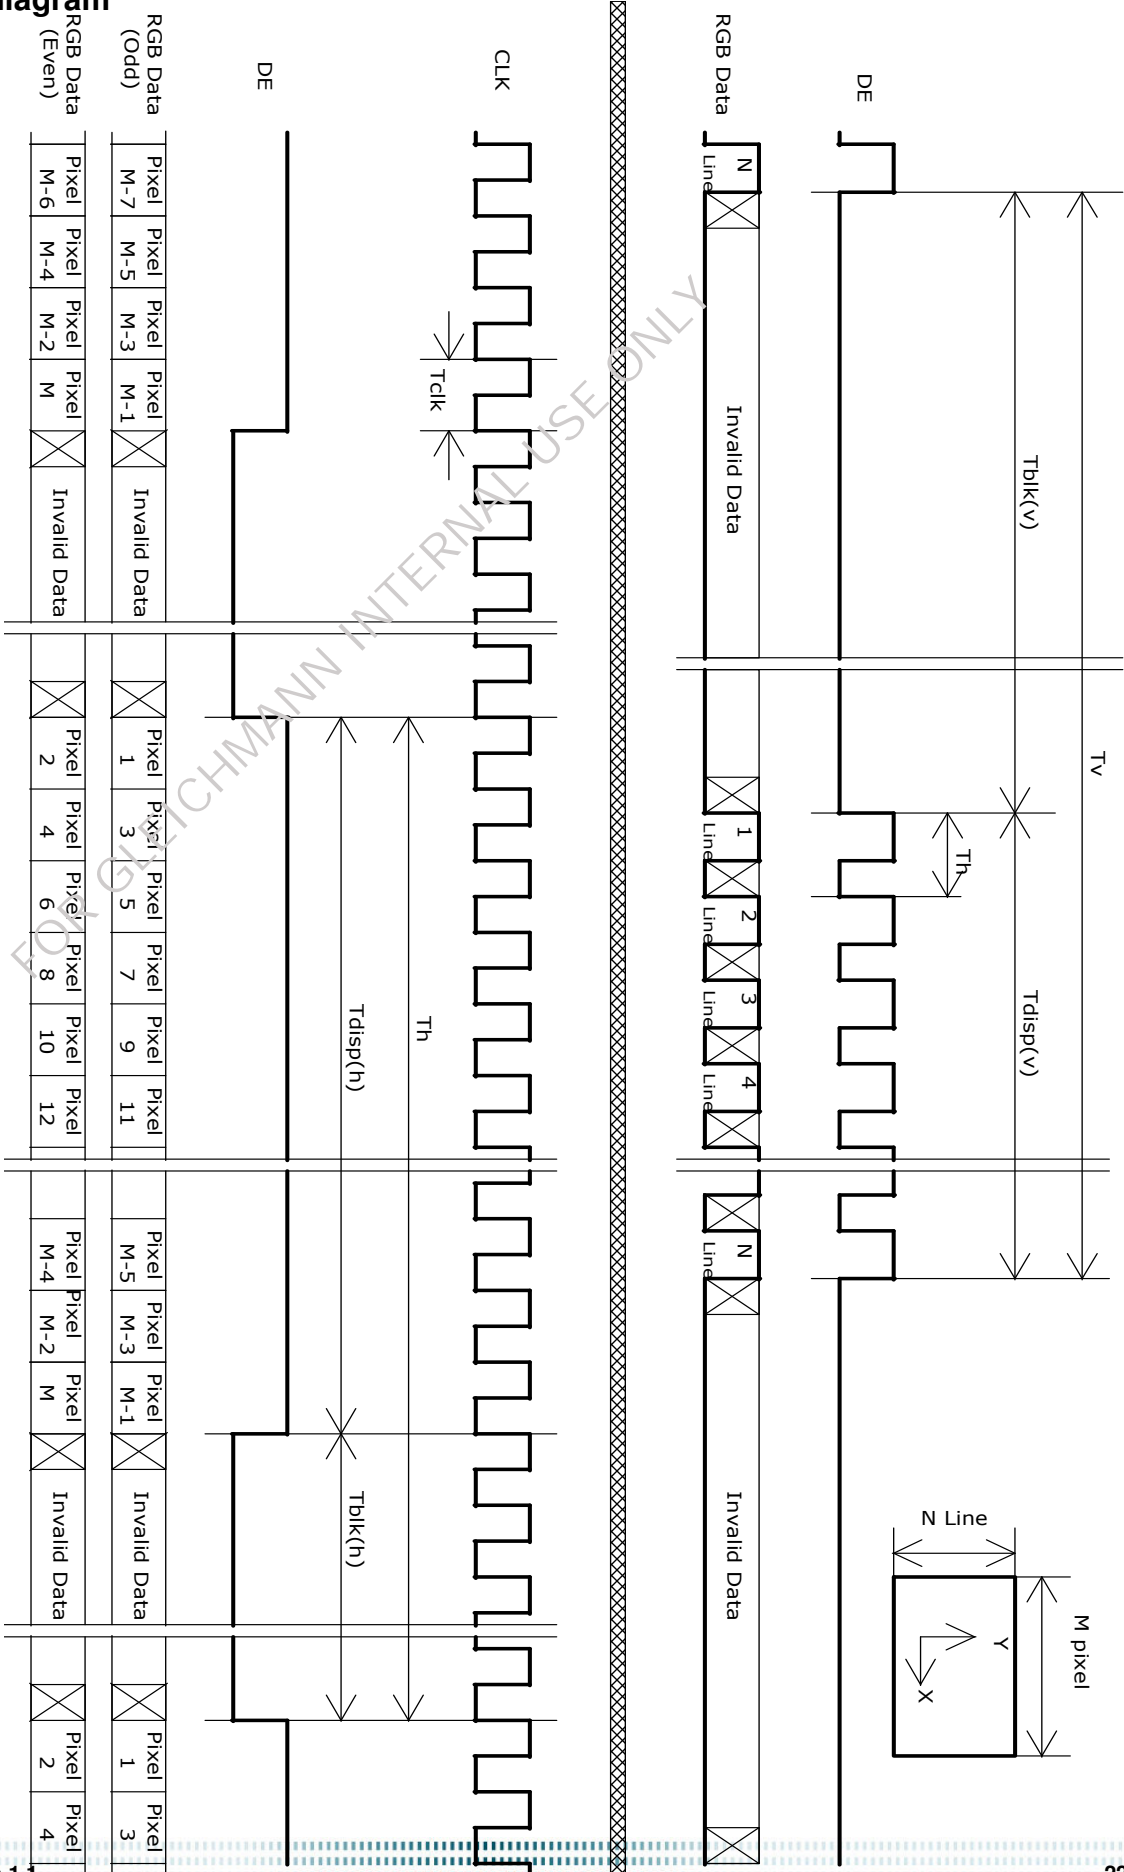 iagram
Tv
M pixel
Tblk(v)
Tdisp(v)
Y
X
N Line
Th
DE
RGB Data
N
Line
Invalid Data
1
Line
2
Line
3
Line
4
Line
N
Line
Invalid Data
CLK
Tclk
Th
Tdisp(h)
Tblk(h)
DE
RGB Data
(Odd)
Pixel Pixel Pixel Pixel
M-7 M-5 M-3 M-1
Invalid Data
Pixel Pixel Pixel Pixel Pixel Pixel
1 3 5 7 9 11
Pixel Pixel Pixel
M-5 M-3 M-1
Invalid Data
Pixel Pixel
1 3
RGB Data
(Even)
Pixel Pixel Pixel Pixel
M-6 M-4 M-2 M
Invalid Data
Pixel Pixel Pixel Pixel Pixel Pixel
2 4 6 8 10 12
Pixel Pixel Pixel
M-4 M-2 M
Invalid Data
Pixel Pixel
2 4
FOR GLEICHMANN INTERNAL USE ONLY